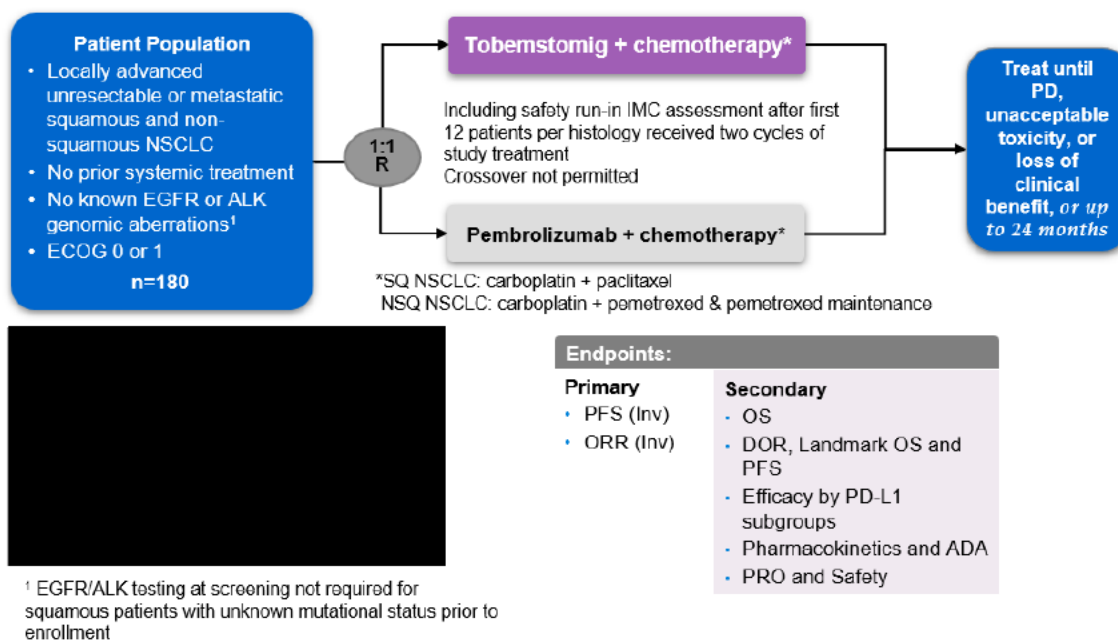 Patient Population
• Locally advanced
unresectable or metastatic
squamous and non-
squamous NSCLC
• No prior systemic treatment
• No known EGFR or ALK
genomic aberrations¹
• ECOG 0 or 1
n=180
1:1
R
Tobemstomig + chemotherapy*
Including safety run-in IMC assessment after first
12 patients per histology received two cycles of
study treatment
Crossover not permitted
Pembrolizumab + chemotherapy*
*SQ NSCLC: carboplatin + paclitaxel
NSQ NSCLC: carboplatin + pemetrexed & pemetrexed maintenance
Treat until
PD,
unacceptable
toxicity, or
loss of
clinical
benefit, or up
to 24 months
Endpoints:
Primary
• PFS (Inv)
• ORR (Inv)
Secondary
• OS
• DOR, Landmark OS and
PFS
• Efficacy by PD-L1
subgroups
• Pharmacokinetics and ADA
• PRO and Safety
¹ EGFR/ALK testing at screening not required for
squamous patients with unknown mutational status prior to
enrollment